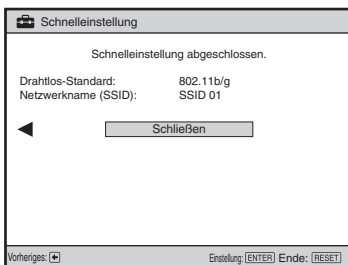 Schnelleinstellung
Schnelleinstellung abgeschlossen.
Drahtlos-Standard: 802.11b/g
Netzwerkname (SSID): SSID 01
Schließen
Vorheriges: Einstellung: ENTER Ende: RESET